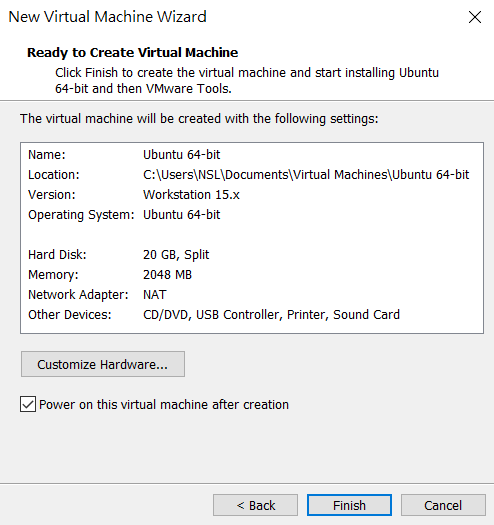 New Virtual Machine Wizard
Ready to Create Virtual Machine
Click Finish to create the virtual machine and start installing Ubuntu
64-bit and then VMware Tools.
The virtual machine will be created with the following settings:
Name: Ubuntu 64-bit
Location: C:\Users\NSL\Documents\Virtual Machines\Ubuntu 64-bit
Version: Workstation 15.x
Operating System: Ubuntu 64-bit
Hard Disk: 20 GB, Split
Memory: 2048 MB
Network Adapter: NAT
Other Devices: CD/DVD, USB Controller, Printer, Sound Card
Customize Hardware...
Power on this virtual machine after creation
< Back Finish Cancel